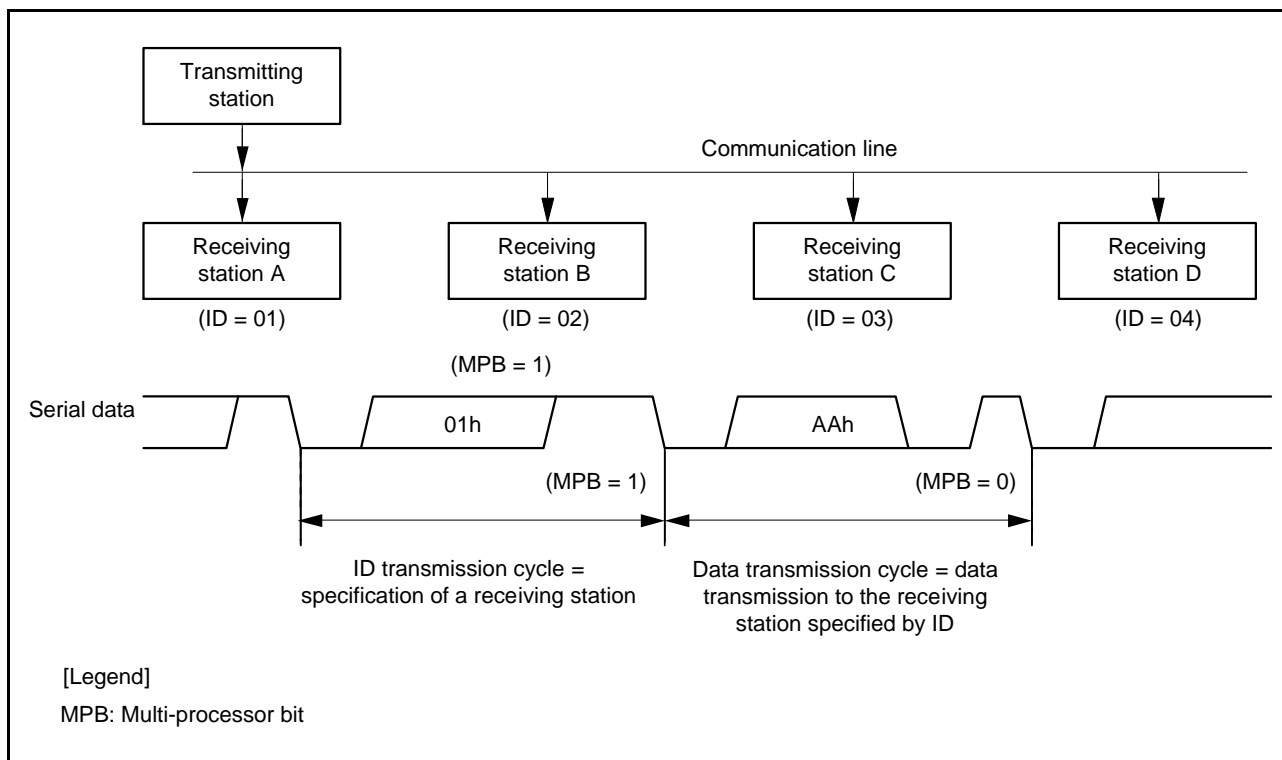 Transmitting
station
Communication line
Receiving
station A
Receiving
station B
Receiving
station C
Receiving
station D
(ID = 01)
(ID = 02)
(ID = 03)
(ID = 04)
(MPB = 1)
Serial data
01h
AAh
(MPB = 1)
(MPB = 0)
ID transmission cycle =
specification of a receiving station
Data transmission cycle = data
transmission to the receiving
station specified by ID
[Legend]
MPB: Multi-processor bit